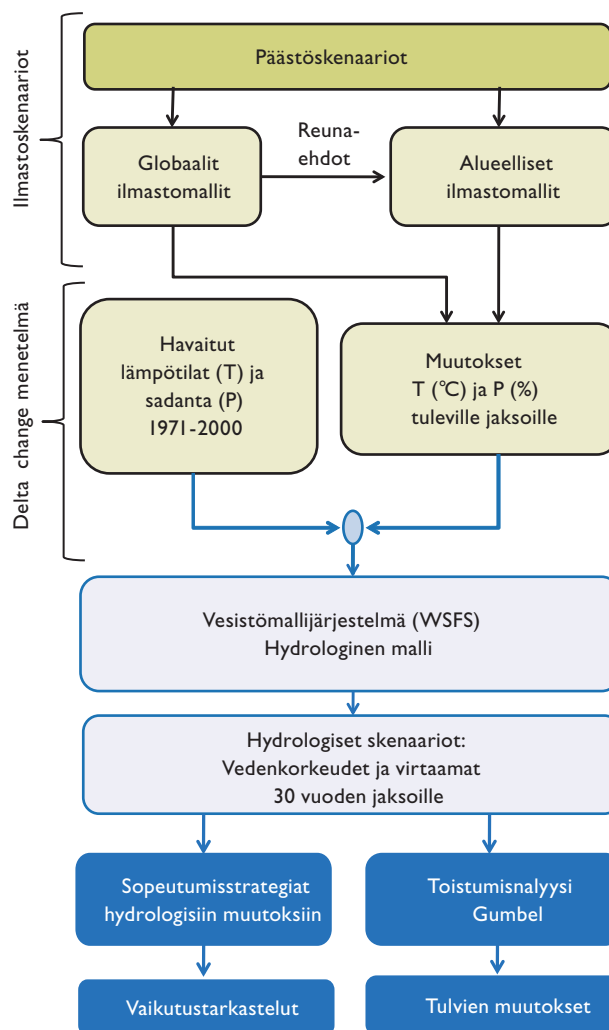 Ilmastoskenaariot
Päästöskenaariot
Globaalit
ilmastomallit
Reuna-
ehdot
Alueelliset
ilmastomallit
Delta change menetelmä
Havaitut
lämpötilat (T) ja
sadanta (P)
1971-2000
Muutokset
T (°C) ja P (%)
tuleville jaksoille
Vesistömallijärjestelmä (WSFS)
Hydrologinen malli
Hydrologiset skenaariot:
Vedenkorkeudet ja virtaamat
30 vuoden jaksoille
Sopeutumisstrategiat
hydrologisiin muutoksiin
Toistumisnalyysi
Gumbel
Vaikutustarkastelut
Tulvien muutokset